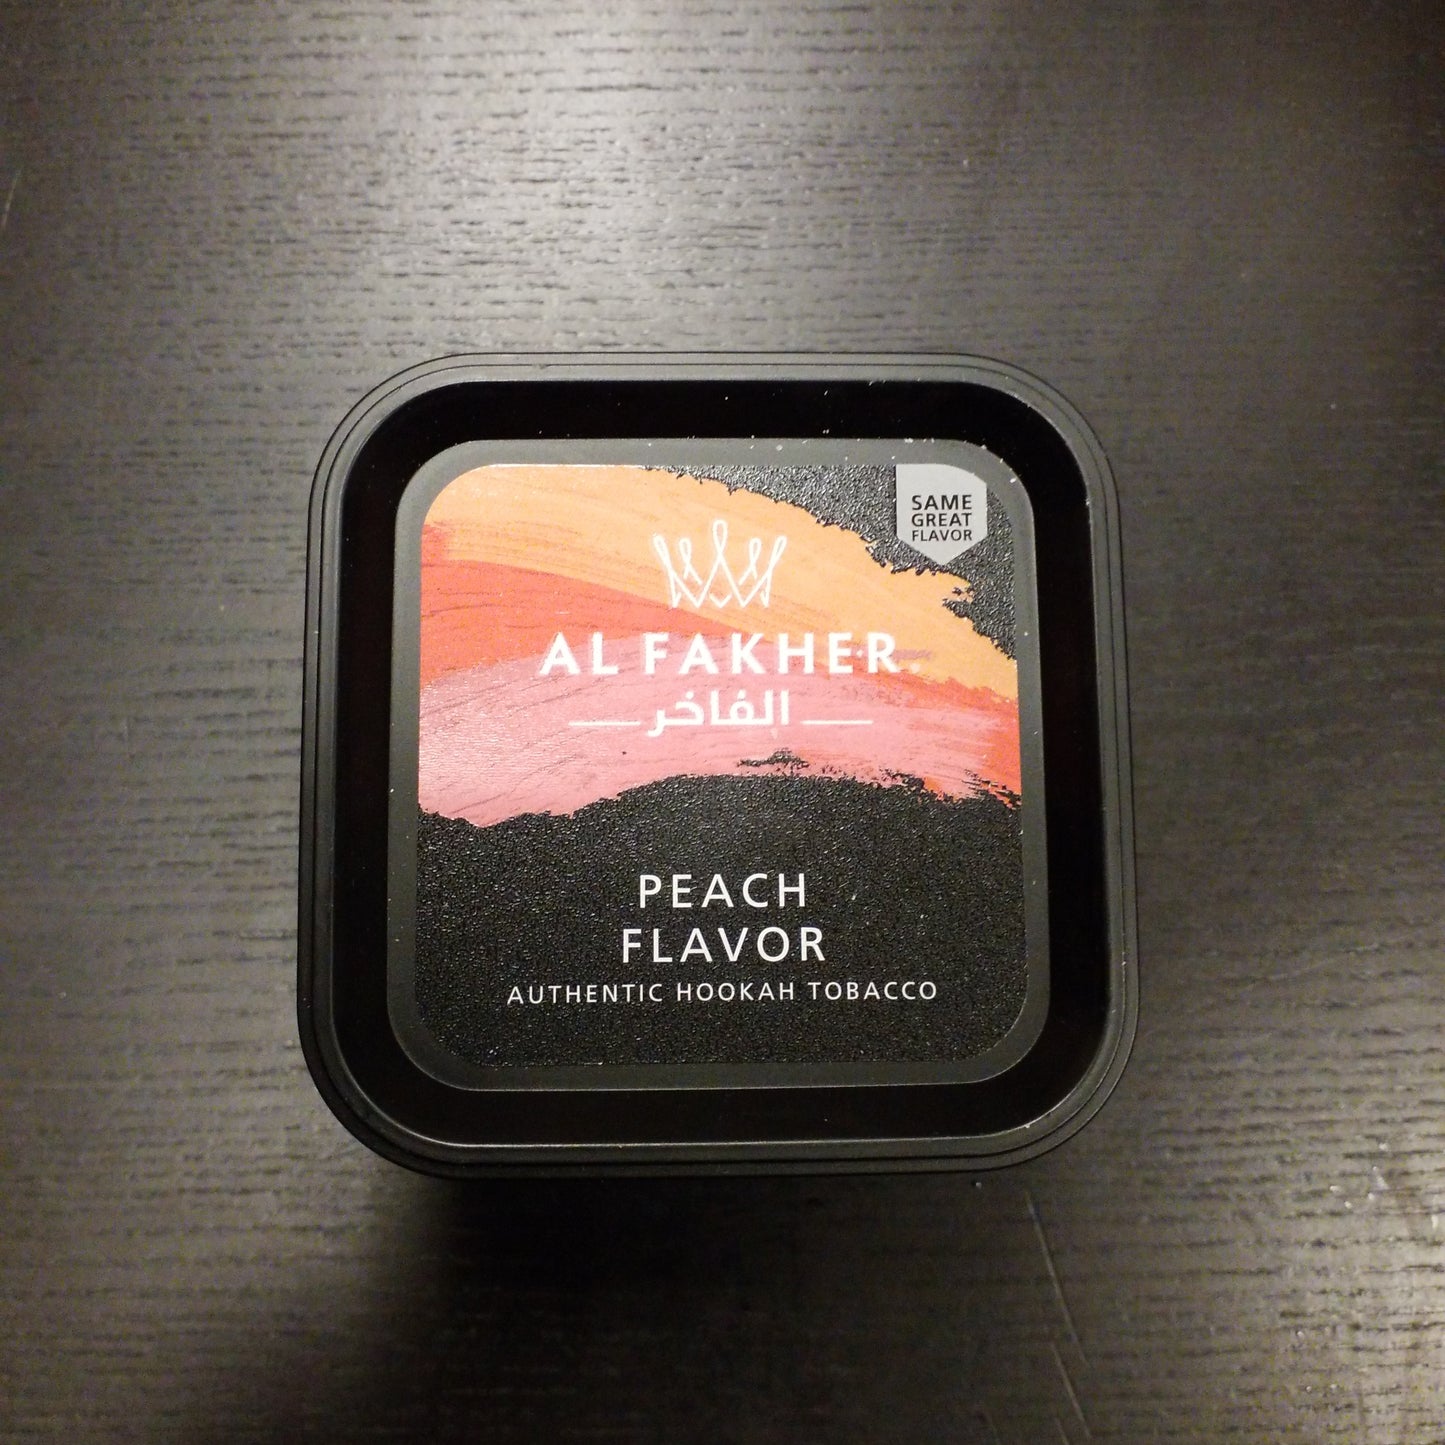 SAME
GREAT
FLAVOR
AL FAKHER
الفاخر
PEACH
FLAVOR
AUTHENTIC HOOKAH TOBACCO